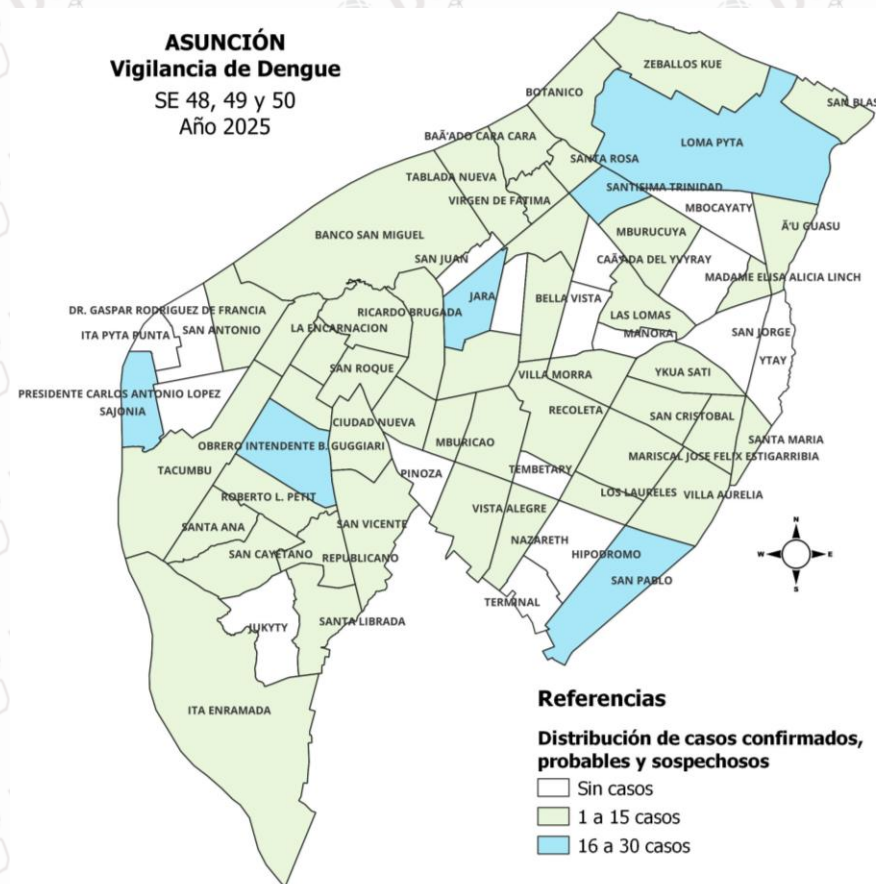 ASUNCIÓN
Vigilancia de Dengue
SE 48, 49 y 50
Año 2025
ZEBALLOS KUE
BOTANICO
SAN BLAS
BAÃ'ADO CARA CARA
LOMA PYTA
SANTA ROSA
TABLADA NUEVA
SANTISIMA TRINIDAD
VIRGEN DE FATIMA
MBOCAYATY
Ã'U GUASU
BANCO SAN MIGUEL
MBURUCUYA
SAN JUAN
CAÃ'ADA DEL YVYRAY
MADAME ELISA ALICIA LINCH
JARA
BELLA VISTA
DR. GASPAR RODRIGUEZ DE FRANCIA
RICARDO BRUGADA
LAS LOMAS
ITA PYTA PUNTA
SAN ANTONIO
LA ENCARNACION
MANORA
SAN JORGE
YTAY
SAN ROQUE
VILLA MORRA
YKUA SATI
PRESIDENTE CARLOS ANTONIO LOPEZ
SAJONIA
RECOLETA
SAN CRISTOBAL
CIUDAD NUEVA
OBRERO INTENDENTE B. GUGGIARI
MBURICAO
SANTA MARIA
MARISCAL JOSE FELIX ESTIGARRIBIA
TACUMBU
PINOZA
TEMBETARY
ROBERTO L. PETIT
LOS LAURELES
VILLA AURELIA
VISTA ALEGRE
SANTA ANA
SAN VICENTE
NAZARETH
SAN CAYETANO
REPUBLICANO
HIPODROMO
SAN PABLO
TERMINAL
SANTA LIBRADA
JUKYTY
ITA ENRAMADA
N
W
E
S
Referencias
Distribución de casos confirmados,
probables y sospechosos
Sin casos
1 a 15 casos
16 a 30 casos